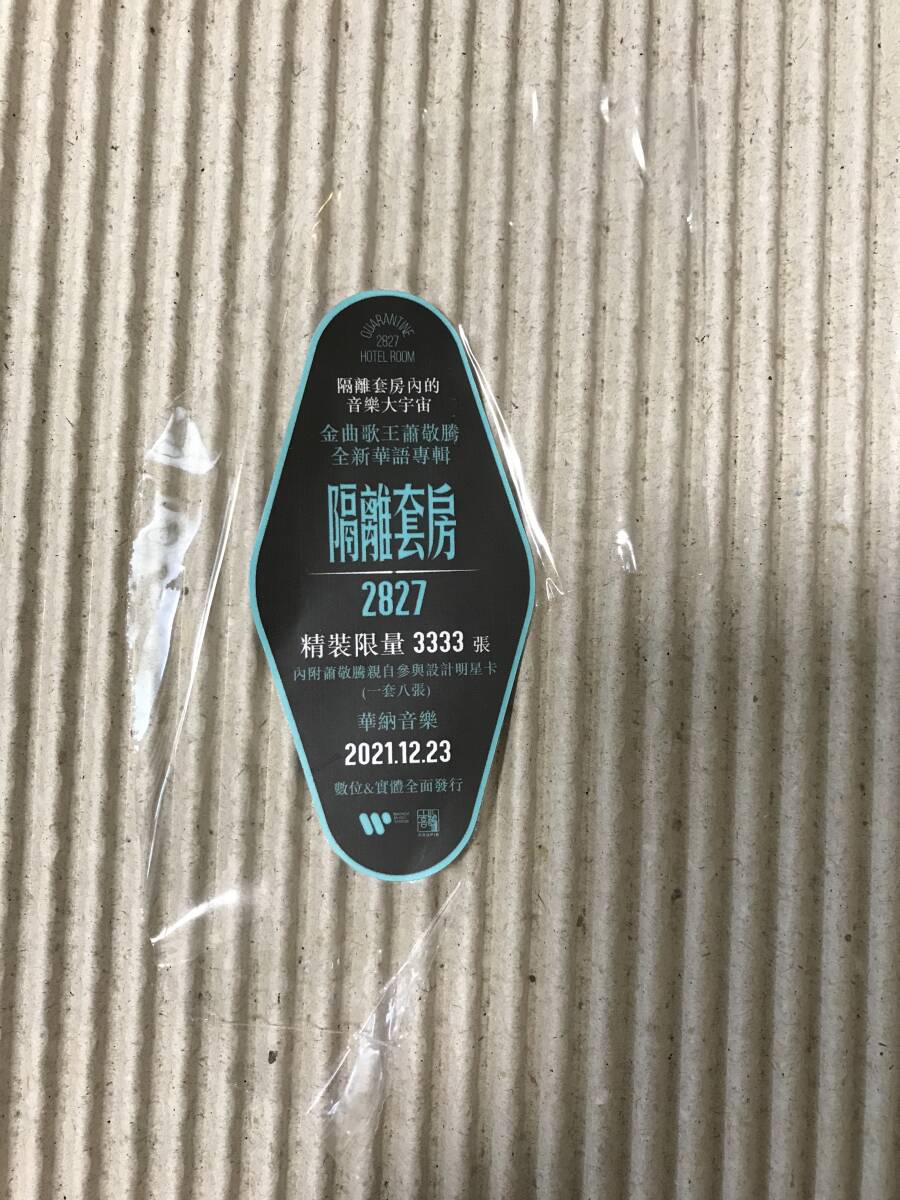 QUARANTINE
2827
HOTEL ROOM
隔離套房內的
音樂大宇宙
金曲歌王蕭敬騰
全新華語專輯
隔離套房
2827
精裝限量 3333 張
內附蕭敬騰親自參與設計明星卡
(一套八張)
華納音樂
2021.12.23
數位&實體全面發行